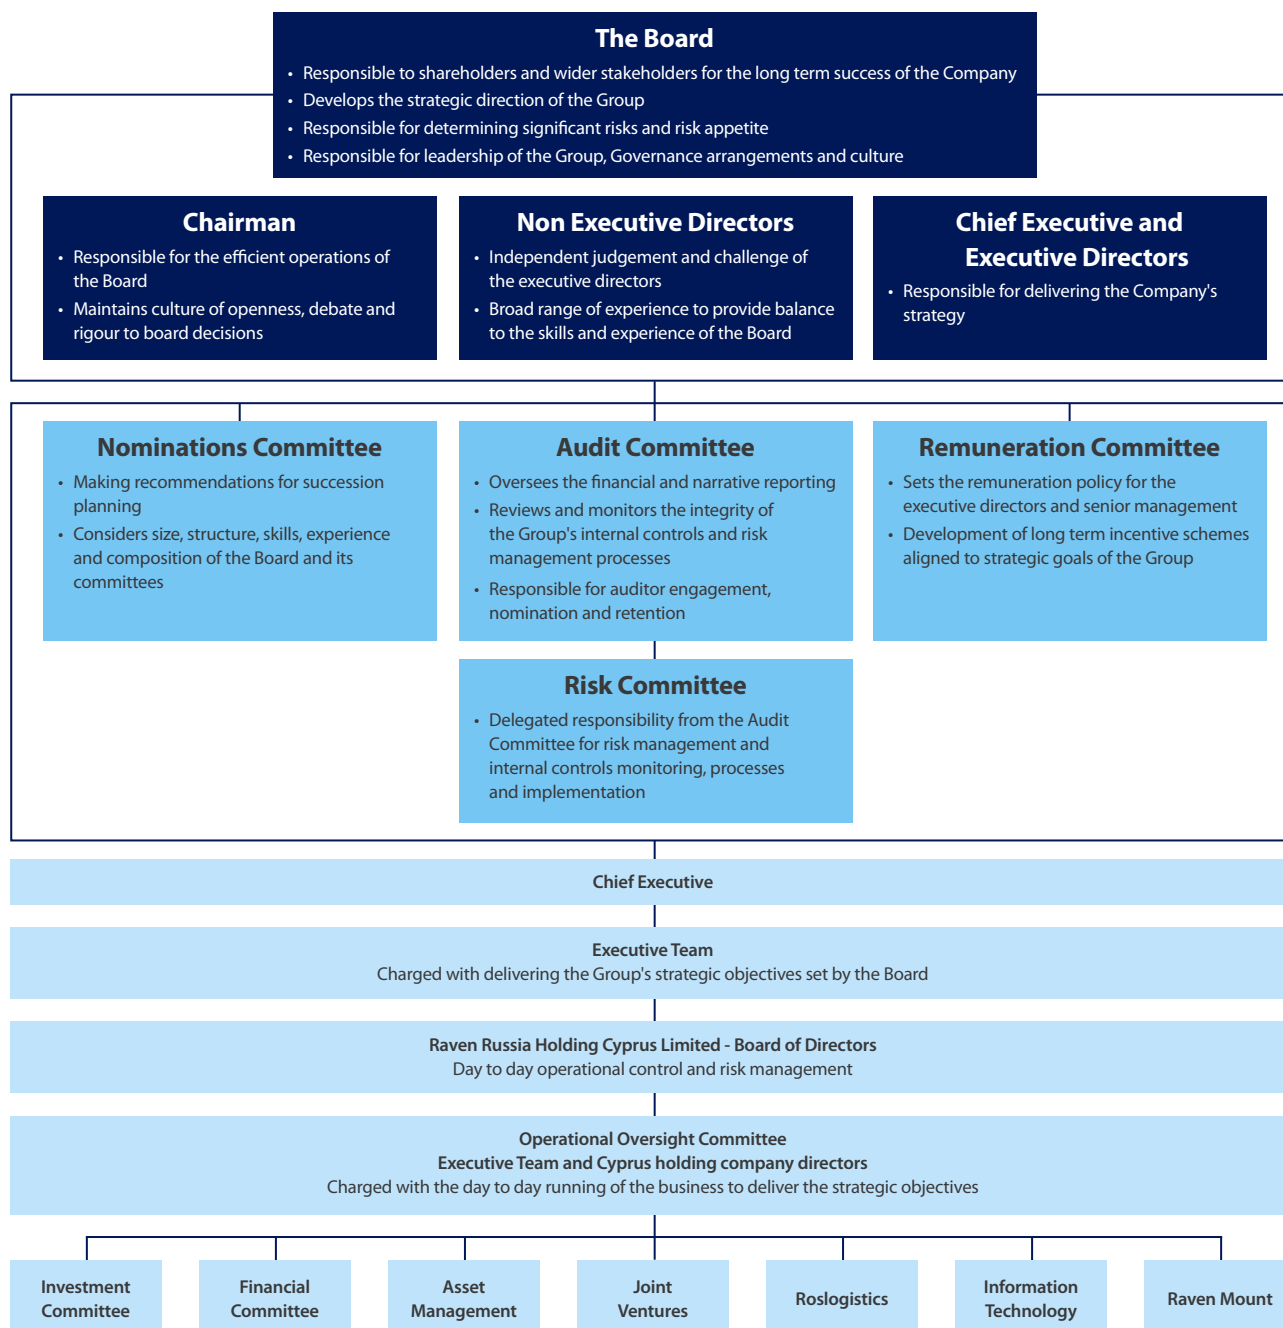 The Board
• Responsible to shareholders and wider stakeholders for the long term success of the Company
• Develops the strategic direction of the Group
• Responsible for determining significant risks and risk appetite
• Responsible for leadership of the Group, Governance arrangements and culture
Chairman
• Responsible for the efficient operations of
the Board
• Maintains culture of openness, debate and
rigour to board decisions
Non Executive Directors
• Independent judgement and challenge of
the executive directors
• Broad range of experience to provide balance
to the skills and experience of the Board
Chief Executive and
Executive Directors
• Responsible for delivering the Company's
strategy
Nominations Committee
• Making recommendations for succession
planning
• Considers size, structure, skills, experience
and composition of the Board and its
committees
Audit Committee
• Oversees the financial and narrative reporting
• Reviews and monitors the integrity of
the Group's internal controls and risk
management processes
• Responsible for auditor engagement,
nomination and retention
Remuneration Committee
• Sets the remuneration policy for the
executive directors and senior management
• Development of long term incentive schemes
aligned to strategic goals of the Group
Risk Committee
• Delegated responsibility from the Audit
Committee for risk management and
internal controls monitoring, processes
and implementation
Chief Executive
Executive Team
Charged with delivering the Group's strategic objectives set by the Board
Raven Russia Holding Cyprus Limited - Board of Directors
Day to day operational control and risk management
Operational Oversight Committee
Executive Team and Cyprus holding company directors
Charged with the day to day running of the business to deliver the strategic objectives
Investment
Committee
Financial
Committee
Asset
Management
Joint
Ventures
Roslogistics
Information
Technology
Raven Mount